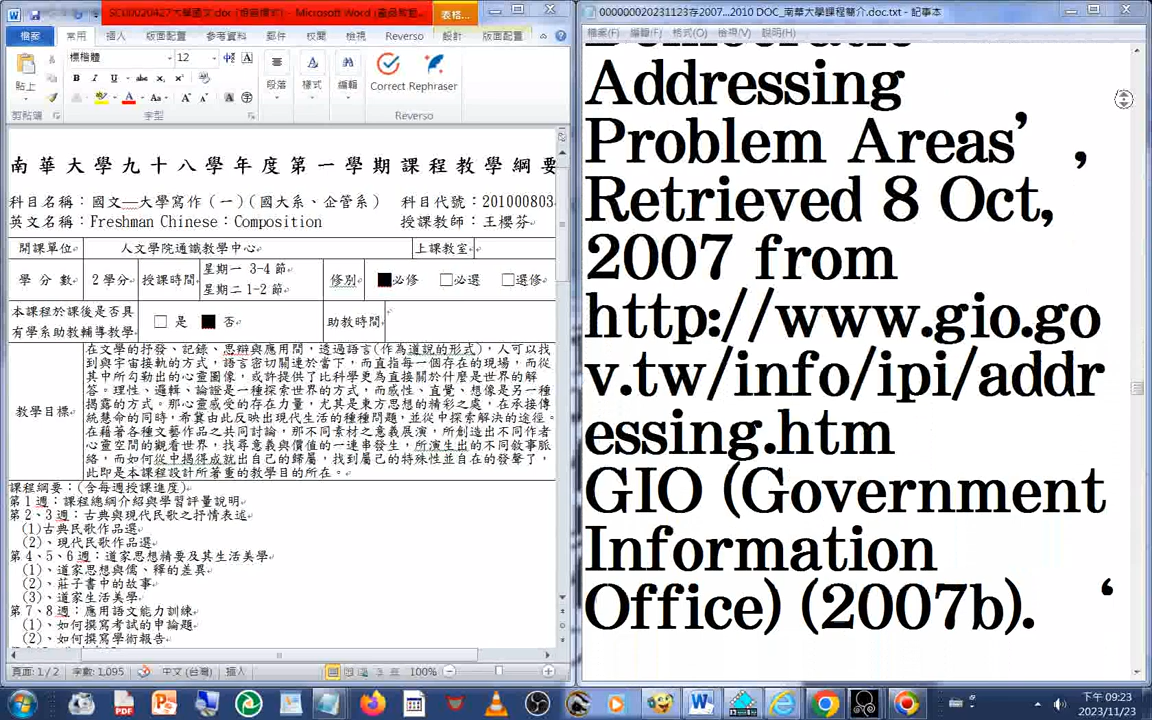 SC00020427大學國文.doc (相容模式) - Microsoft Word
表格...
檔案 常用 插入 版面配置 參考資料 郵件 校閱 檢視 Reverso 設計 版面配置
標楷體 12
貼上
段落 樣式 編輯 Correct Rephraser
剪貼簿 字型 Reverso
南華大學九十八學年度第一學期課程教學綱要
科目名稱：國文—大學寫作(一)(國大系、企管系) 科目代號：201000803
英文名稱：Freshman Chinese：Composition 授課教師：王櫻芬
開課單位 人文學院通識教學中心 上課教室
學 分 數 2學分 授課時間 星期一 3-4節 修別 必修 必選 選修
星期二1-2節
本課程於課後是否具 是 否 助教時間
有學系助教輔導教學
教學目標
在文學的抒發、記錄、思辯與應用間，透過語言(作為道說的形式)，人可以找
到與宇宙接軌的方式，語言密切關連於當下，而直指每一個存在的現場，而從
其中所勾勒出的心靈圖像，或許提供了比科學更為直接關於什麼是世界的解
答。理性、邏輯、論證是一種探索世界的方式，而感性、直覺、想像是另一種
揭露的方式。那心靈感受的存在力量，尤其是東方思想的精彩之處，在承接傳
統慧命的同時，希冀由此反映出現代生活的種種問題，並從中探索解決的途徑。
在藉著各種文藝作品之共同討論，那不同素材之意義展演，所創造出不同作者
心靈空間的觀看世界，找尋意義與價值的一連串發生，所演生出的不同敘事脈
絡，而如何從中揭得成就出自己的歸屬，找到屬己的特殊性並自在的發聲了，
此即是本課程設計所著重的教學目的所在。
課程綱要：(含每週授課進度)
第1週：課程總綱介紹與學習評量說明
第2、3週：古典與現代民歌之抒情表述
(1)古典民歌作品選
(2)、現代民歌作品選
第4、5、6週：道家思想精要及其生活美學
(1)、道家思想與儒、釋的差異
(2)、莊子書中的故事
(3)、道家生活美學
第7、8週：應用語文能力訓練
(1)、如何撰寫考試的申論題
(2)、如何撰寫學術報告
頁面：1/2 字數：1,095 中文(台灣) 插入 100%
000000020231123存2007...2010 DOC_南華大學課程簡介.doc.txt - 記事本
檔案(F) 編輯(E) 格式(O) 檢視(V) 說明(H)
Democratic
Addressing
Problem Areas’ ,
Retrieved 8 Oct,
2007 from
http://www.gio.go
v.tw/info/ipi/addr
essing.htm
GIO (Government
Information
Office) (2007b). ‘
下午 09:23
2023/11/23